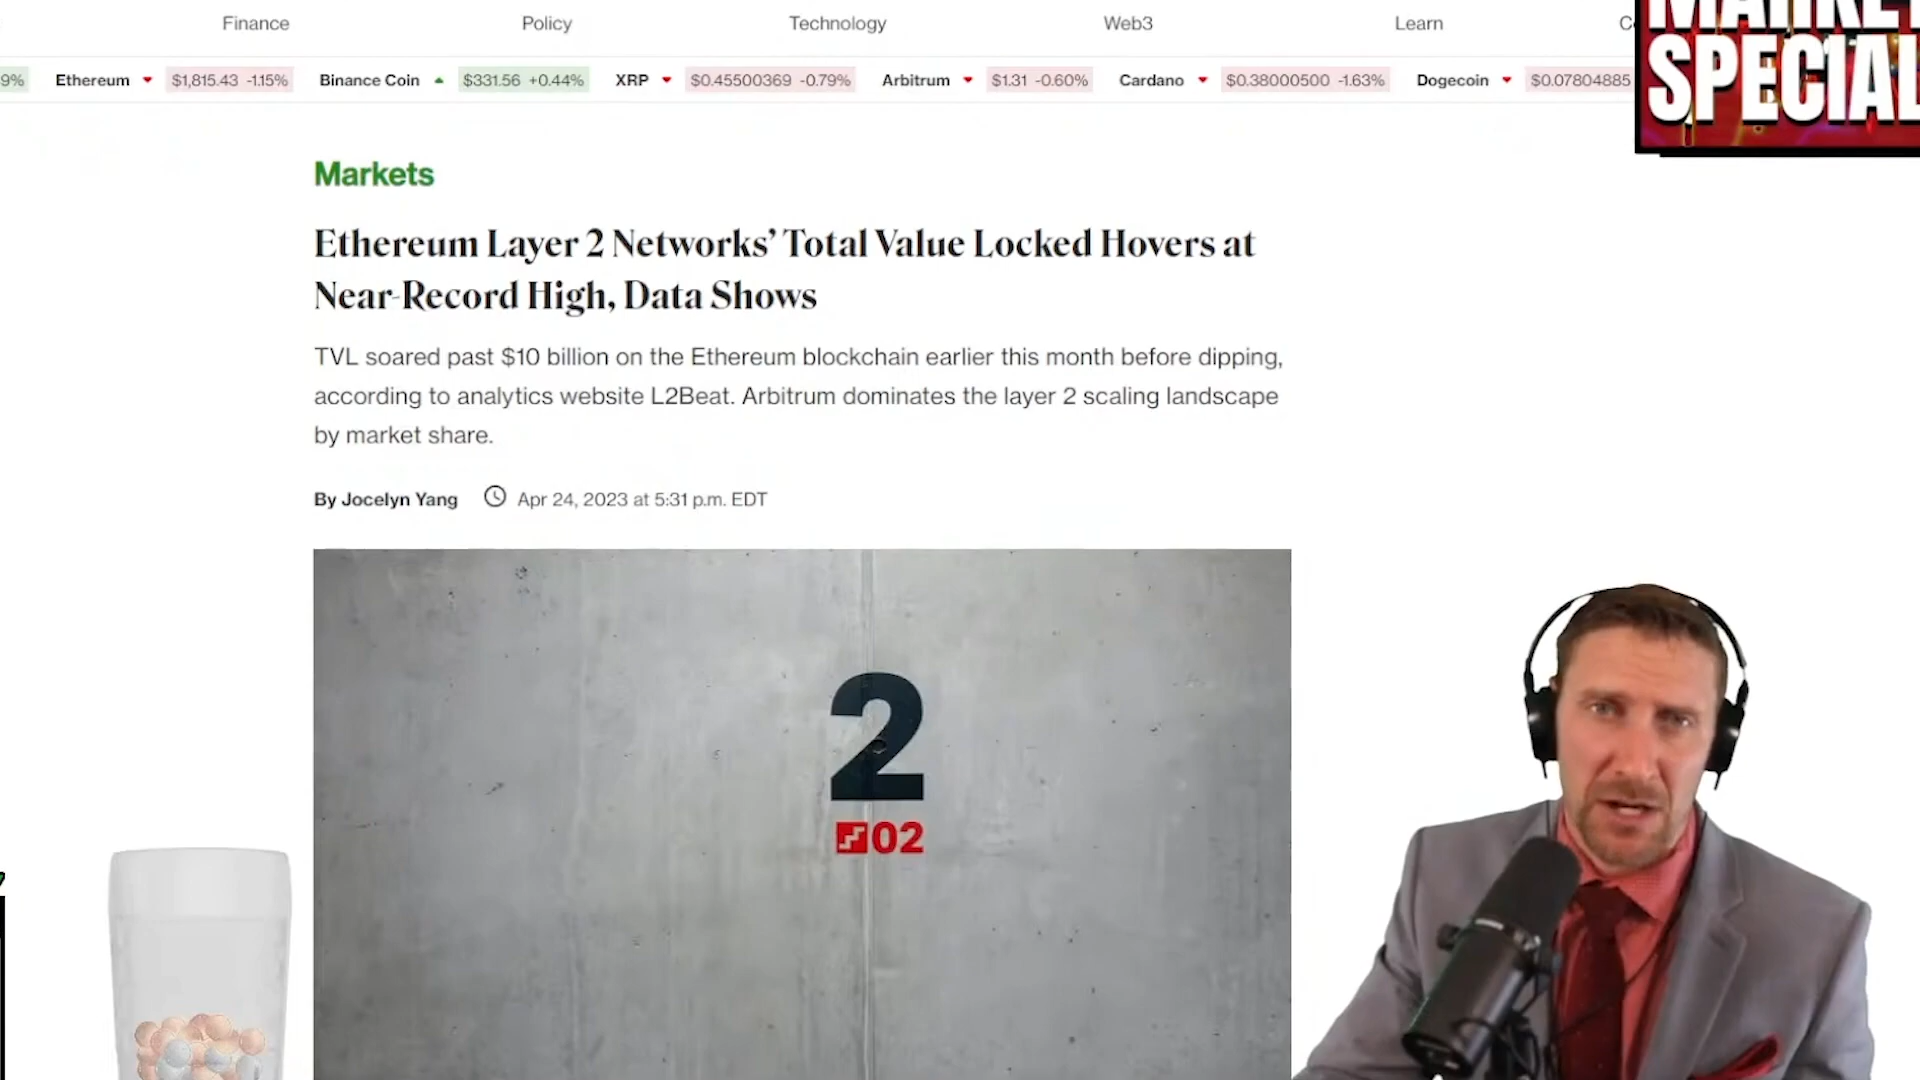 Finance Policy Technology Web3 Learn
9% Ethereum $1,815.43 -1.15% Binance Coin $331.56 +0.44% XRP $0.45500369 -0.79% Arbitrum $1.31 -0.60% Cardano $0.38000500 -1.63% Dogecoin $0.07804885
MARKET
SPECIAL
Markets
Ethereum Layer 2 Networks’ Total Value Locked Hovers at
Near-Record High, Data Shows
TVL soared past $10 billion on the Ethereum blockchain earlier this month before dipping,
according to analytics website L2Beat. Arbitrum dominates the layer 2 scaling landscape
by market share.
By Jocelyn Yang Apr 24, 2023 at 5:31 p.m. EDT
2
02